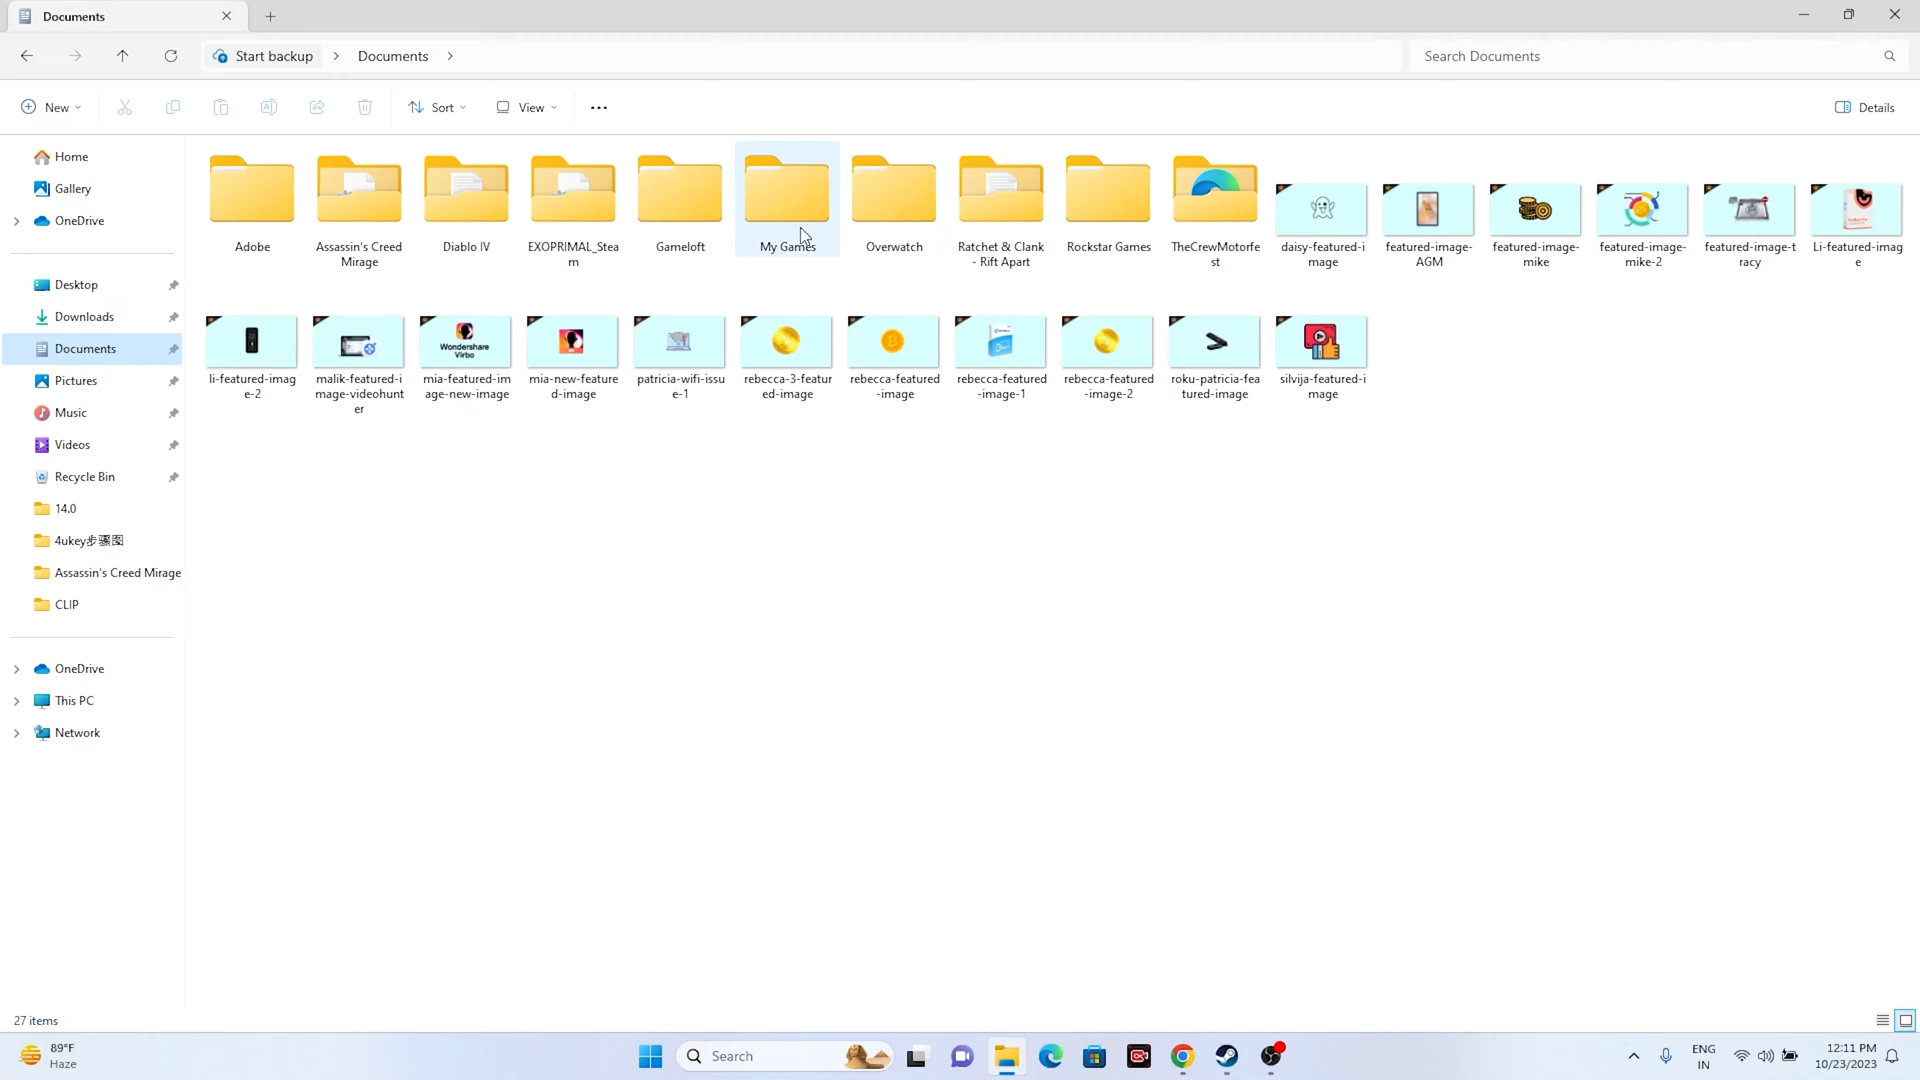 Documents
Start backup
Documents
Search Documents
New
Sort
View
Details
Home
Gallery
OneDrive
Desktop
Downloads
Documents
Pictures
Music
Videos
Recycle Bin
14.0
4ukey步骤图
Assassin's Creed Mirage
CLIP
OneDrive
This PC
Network
Adobe
Assassin's Creed
Mirage
Diablo IV
EXOPRIMAL_Stea
m
Gameloft
My Games
Overwatch
Ratchet & Clank
- Rift Apart
Rockstar Games
TheCrewMotorfe
st
daisy-featured-i
mage
featured-image-
AGM
featured-image-
mike
featured-image-
mike-2
featured-image-t
racy
Li-featured-imag
e
li-featured-imag
e-2
malik-featured-i
mage-videohunt
er
Wondershare
Virbo
mia-featured-im
age-new-image
mia-new-feature
d-image
patricia-wifi-issu
e-1
rebecca-3-featur
ed-image
rebecca-featured
-image
rebecca-featured
-image-1
rebecca-featured
-image-2
roku-patricia-fea
tured-image
silvija-featured-i
mage
27 items
89°F
Haze
Search
ENG
IN
12:11 PM
10/23/2023